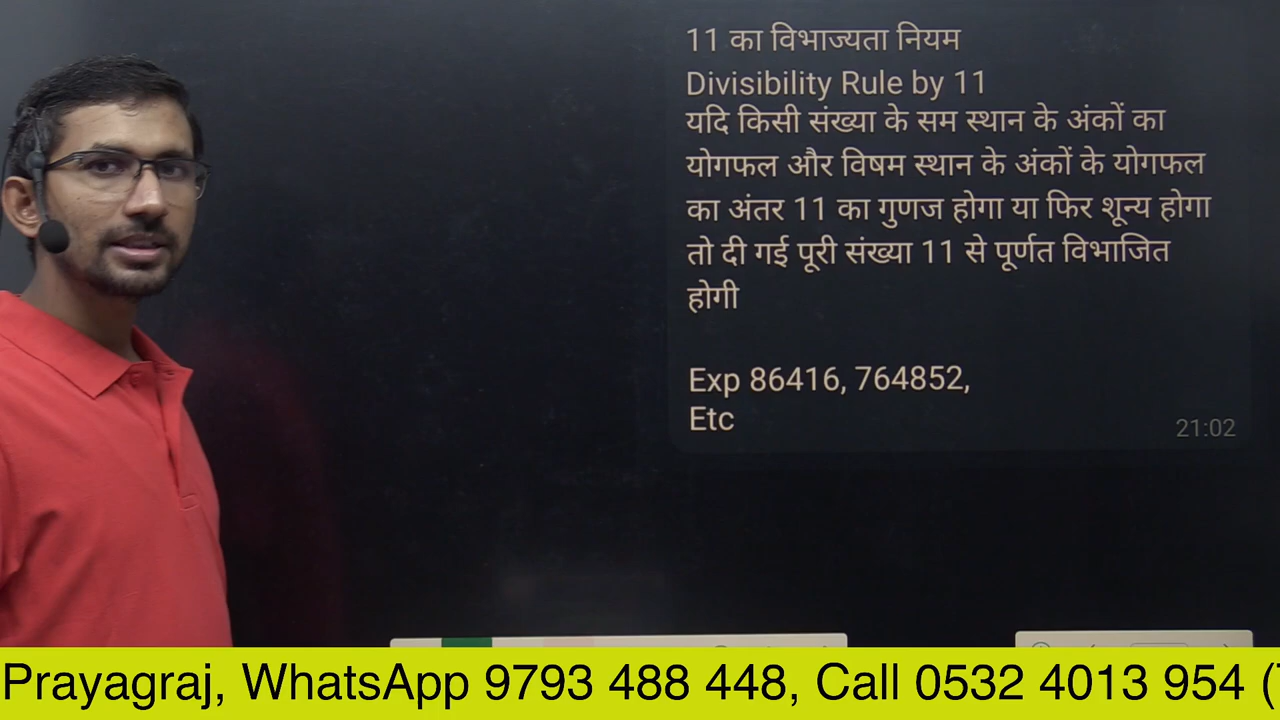 11 का विभाज्यता नियम
Divisibility Rule by 11
यदि किसी संख्या के सम स्थान के अंकों का
योगफल और विषम स्थान के अंकों के योगफल
का अंतर 11 का गुणज होगा या फिर शून्य होगा
तो दी गई पूरी संख्या 11 से पूर्णत विभाजित
होगी
Exp 86416, 764852,
Etc
21:02
Prayagraj, WhatsApp 9793 488 448, Call 0532 4013 954 (